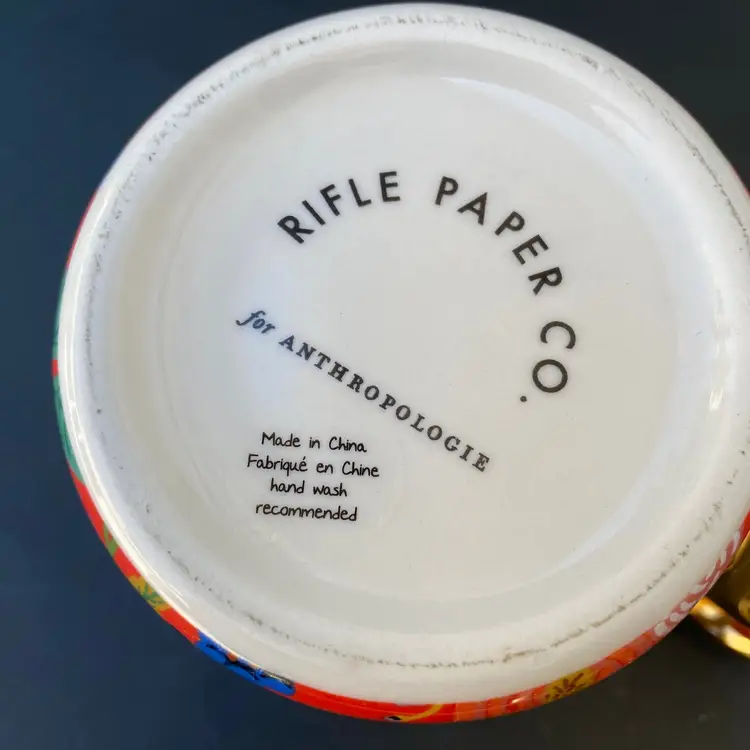 RIFLE PAPER CO.
for ANTHROPOLOGIE
Made in China
Fabriqué en Chine
hand wash
recommended